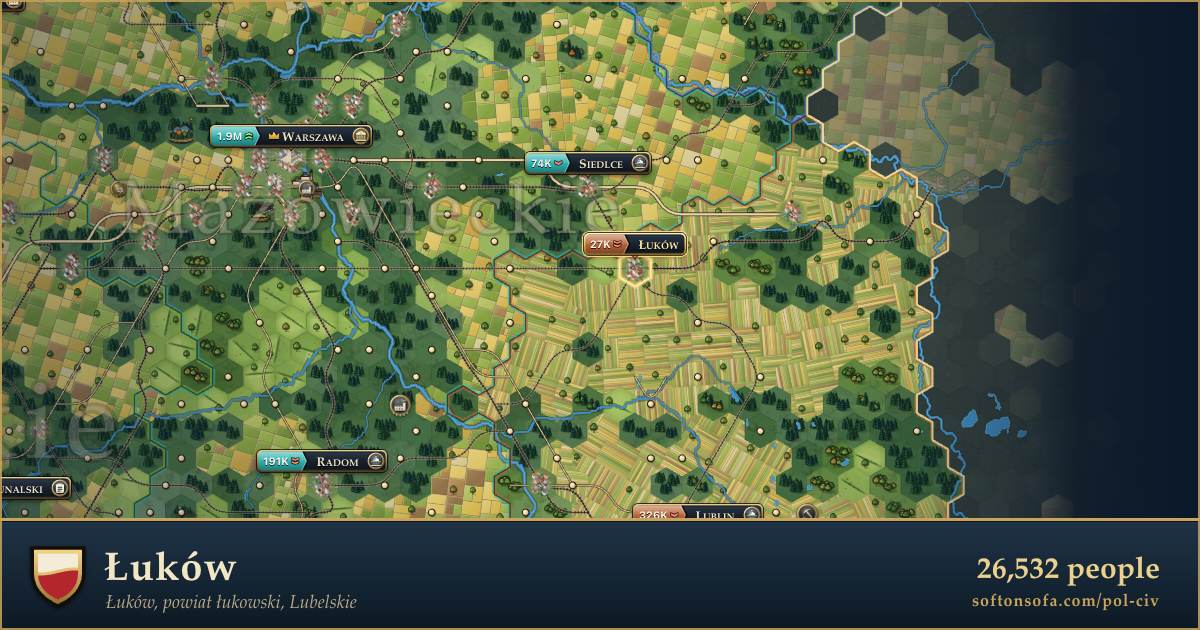 1.9M WARSZAWA
74K SIEDLCE
Mazowieckie
27K ŁUKÓW
191K RADOM
UNALSKI
326K LUBLIN
Łuków
Łuków, powiat łukowski, Lubelskie
26,532 people
softonsofa.com/pol-civ